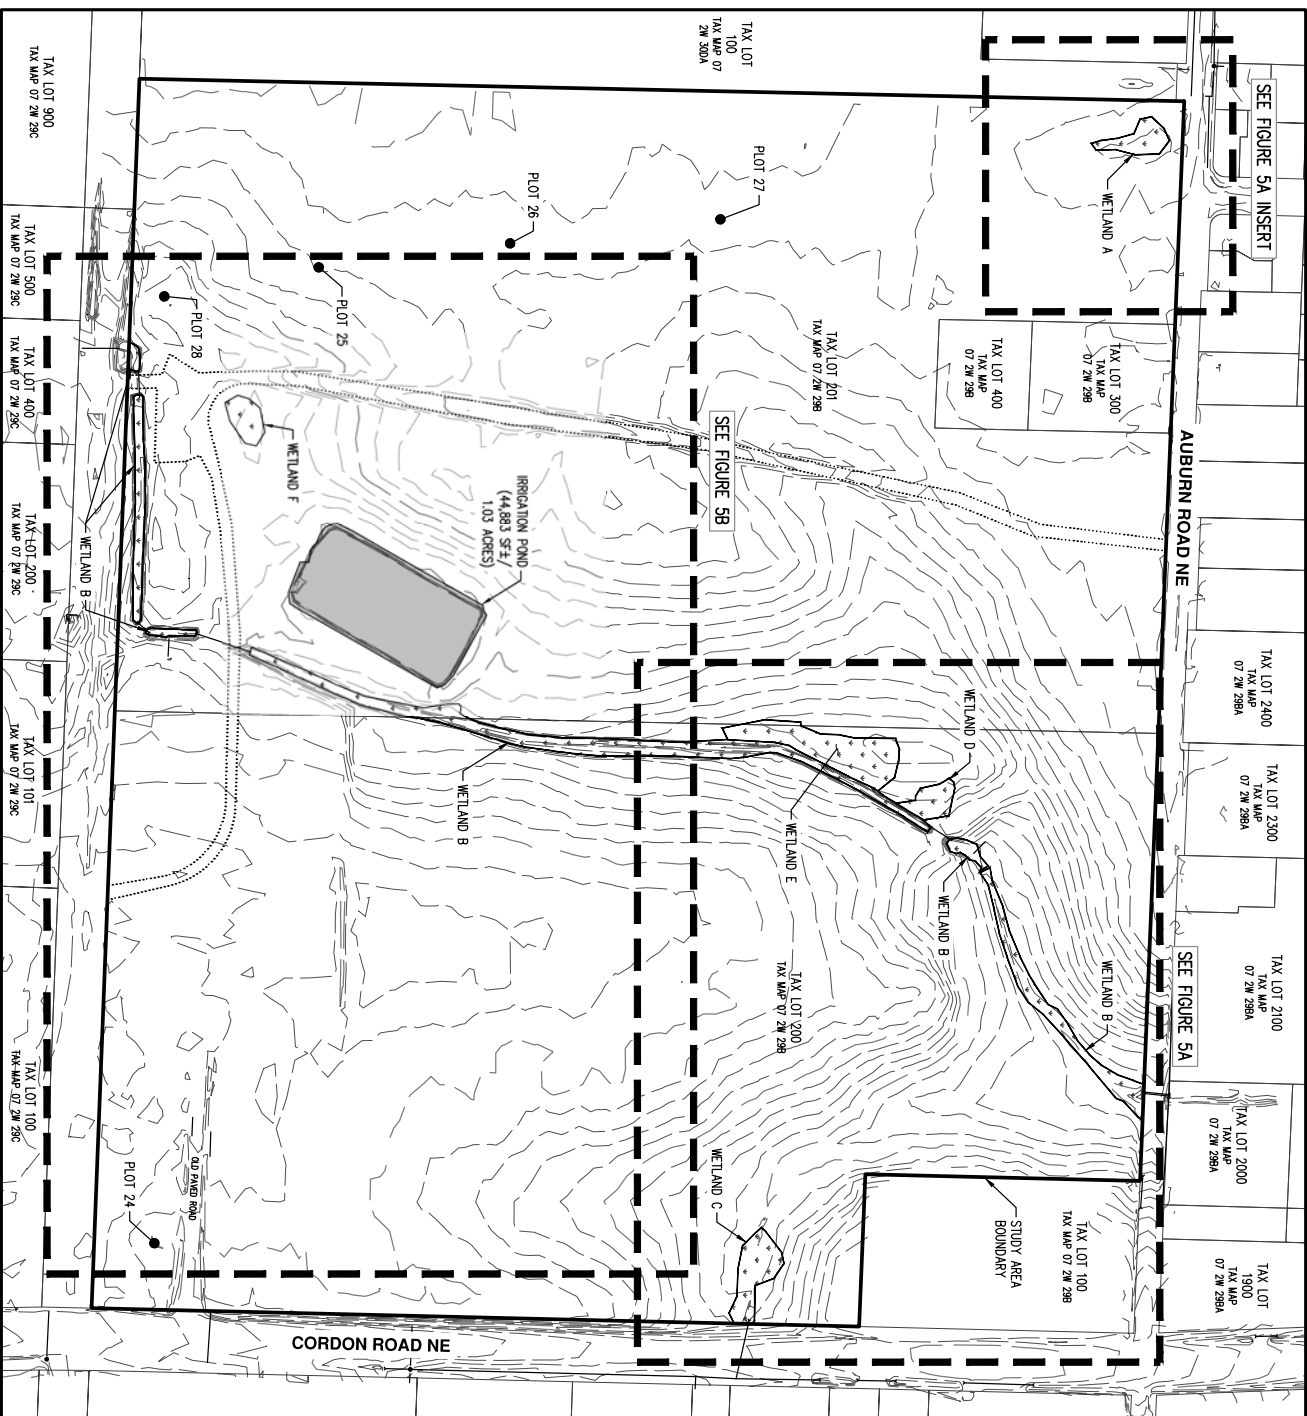 TAX LOT
100
TAX MAP 07
2W 30DA
SEE FIGURE 5A INSERT
WETLAND A
TAX LOT 900
TAX MAP 07 2W 29C
PLOT 27
PLOT 26
PLOT 25
PLOT 28
TAX LOT 500
TAX MAP 07 2W 29C
TAX LOT 400
TAX MAP 07 2W 29C
TAX LOT 201
TAX MAP 07 2W 29B
TAX LOT 400
TAX MAP
07 2W 29B
TAX LOT 300
TAX MAP
07 2W 29B
AUBURN ROAD NE
SEE FIGURE 5B
WETLAND F
IRRIGATION POND
(44,883 SF±/
1.03 ACRES)
TAX LOT 200
TAX MAP 07 2W 29C
WETLAND B
TAX LOT 2400
TAX MAP
07 2W 29BA
WETLAND D
TAX LOT 2300
TAX MAP
07 2W 29BA
WETLAND E
WETLAND B
TAX LOT 101
TAX MAP 07 2W 29C
WETLAND B
WETLAND B
SEE FIGURE 5A
TAX LOT 2100
TAX MAP
07 2W 29BA
TAX LOT 200
TAX MAP 07 2W 29B
TAX LOT 100
TAX MAP 07 2W 29C
TAX LOT 2000
TAX MAP
07 2W 29BA
OLD PAVED ROAD
PLOT 24
WETLAND C
STUDY AREA
BOUNDARY
TAX LOT 100
TAX MAP 07 2W 29B
TAX LOT
1900
TAX MAP
07 2W 29BA
CORDON ROAD NE